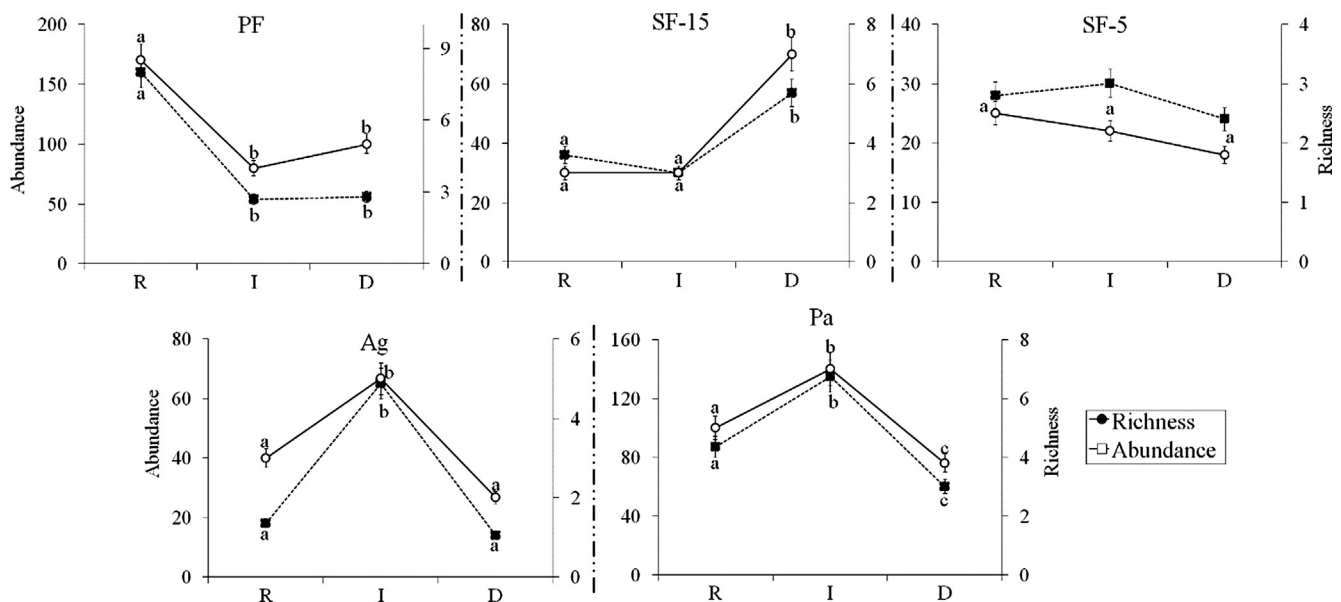 PF
SF-15
SF-5
200
150
100
50
0
Abundance
9
6
3
0
a
a
b
b
b
b
R
I
D
80
60
40
20
0
8
6
4
2
0
a
a
a
a
b
b
R
I
D
40
30
20
10
0
4
3
2
1
0
Richness
a
a
a
R
I
D
Ag
80
60
40
20
0
Abundance
6
4
2
0
a
a
b
b
a
a
R
I
D
Pa
160
120
80
40
0
8
6
4
2
0
Richness
a
a
b
b
c
c
R
I
D
Richness
Abundance